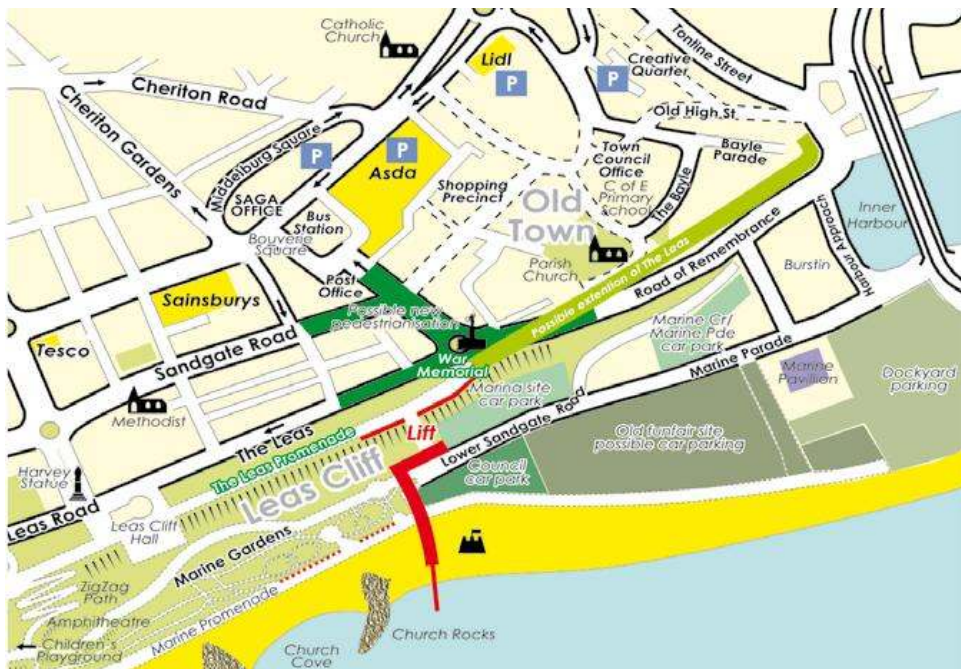 Catholic
Church
Lidl
P
P
Creative
Quarter
Tontine Street
Cheriton Road
Cheriton Gardens
Middelburg Square
P
P
Asda
Old High St
Bayle
Parade
Town
Council
Office
C of E
Primary
School
The Bayle
Shopping
Precinct
Old
Town
SAGA
OFFICE
Bus
Station
Bouverie
Square
Post
Office
Parish
Church
Possible extention of The Leas
Road of Remembrance
Inner
Harbour
Harbour Approach
Burstin
Sainsburys
Possible new
pedestrianisation
War
Memorial
Tesco
Sandgate Road
Marine Cr/
Marine Pde
car park
Marine Parade
Marine
Pavilion
Dockyard
parking
Methodist
The Leas
The Leas Promenade
Lift
Marina site
car park
Lower Sandgate Road
Old funfair site
possible car parking
Harvey
Statue
Leas Cliff
Council
car park
Leas Road
Leas Cliff
Hall
Marine Gardens
ZigZag
Path
Amphitheatre
Children's
Playground
Marine Promenade
Church Rocks
Church
Cove